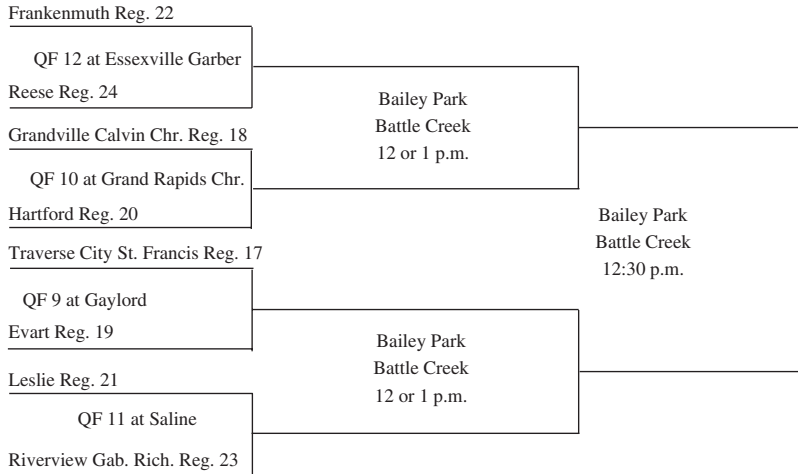 Frankenmuth Reg. 22
QF 12 at Essexville Garber
Reese Reg. 24
Bailey Park
Battle Creek
12 or 1 p.m.
Grandville Calvin Chr. Reg. 18
QF 10 at Grand Rapids Chr.
Hartford Reg. 20
Bailey Park
Battle Creek
12:30 p.m.
Traverse City St. Francis Reg. 17
QF 9 at Gaylord
Evart Reg. 19
Bailey Park
Battle Creek
12 or 1 p.m.
Leslie Reg. 21
QF 11 at Saline
Riverview Gab. Rich. Reg. 23